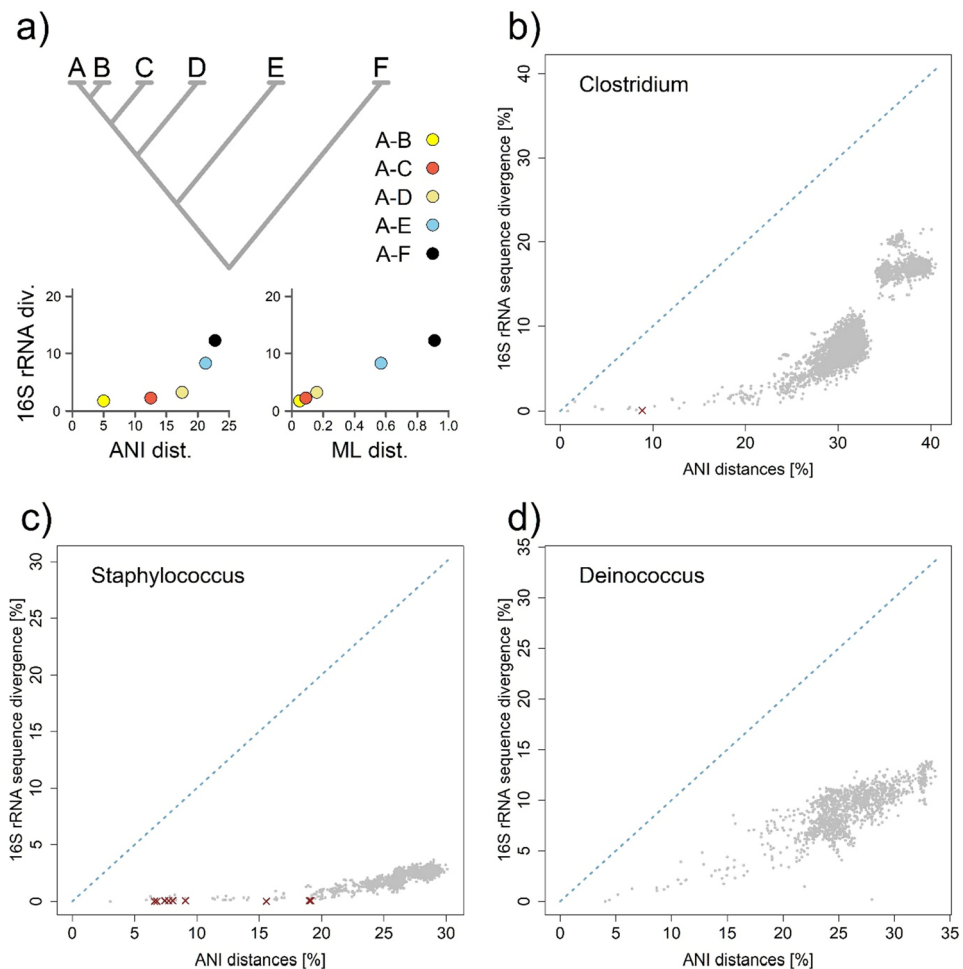 a)
A B C D E F
A-B
A-C
A-D
A-E
A-F
16S rRNA div.
20
10
0
0 5 10 15 20 25
ANI dist.
20
10
0
0 0.2 0.4 0.6 0.8 1.0
ML dist.
b)
Clostridium
16S rRNA sequence divergence [%]
40
30
20
10
0
0 10 20 30 40
ANI distances [%]
c)
Staphylococcus
16S rRNA sequence divergence [%]
30
25
20
15
10
5
0
0 5 10 15 20 25 30
ANI distances [%]
d)
Deinococcus
16S rRNA sequence divergence [%]
35
30
25
20
15
10
5
0
0 5 10 15 20 25 30 35
ANI distances [%]